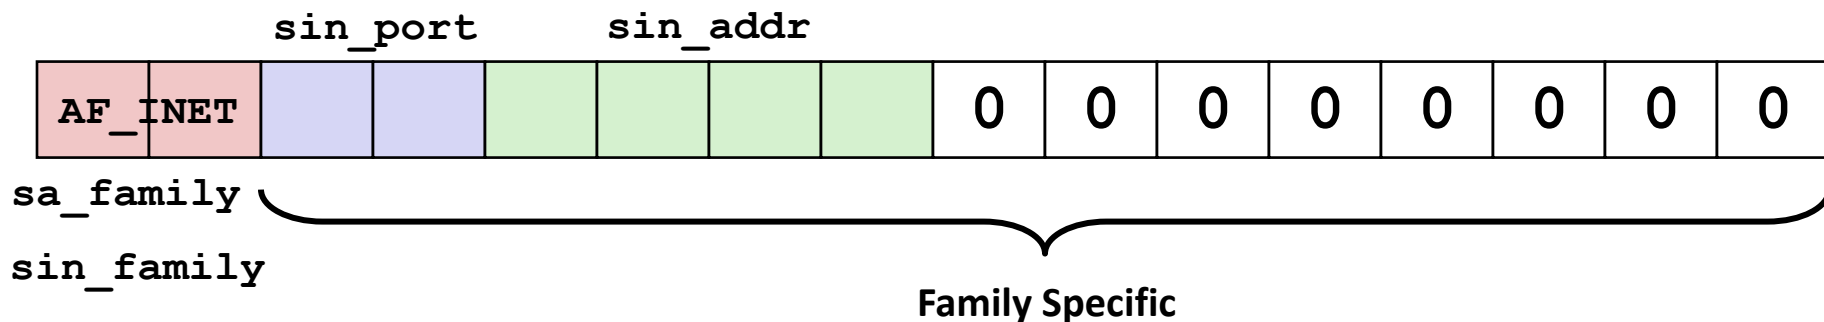 sin_port sin_addr
AF_INET 0 0 0 0 0 0 0 0
sa_family
sin_family
Family Specific